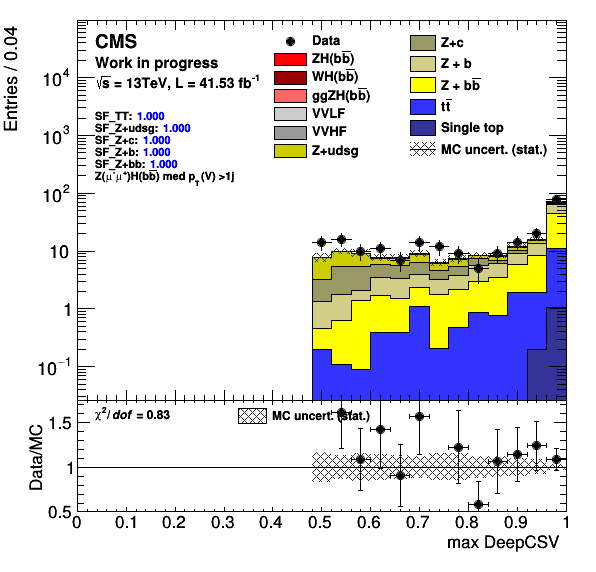 CMS
Work in progress
√s = 13TeV, L = 41.53 fb⁻¹
SF_TT: 1.000
SF_Z+udsg: 1.000
SF_Z+c: 1.000
SF_Z+b: 1.000
SF_Z+bb: 1.000
Z(μ⁻μ⁺)H(bb̅) med p_T(V) >1j
Data
ZH(bb̅)
WH(bb̅)
ggZH(bb̅)
VVLF
VVHF
Z+udsg
Z+c
Z + b
Z + bb̅
tt̅
Single top
MC uncert. (stat.)
Entries / 0.04
10⁴
10³
10²
10
1
10⁻¹
χ²/dof = 0.83
MC uncert. (stat.)
Data/MC
1.5
1
0.5
0 0.1 0.2 0.3 0.4 0.5 0.6 0.7 0.8 0.9 1
max DeepCSV